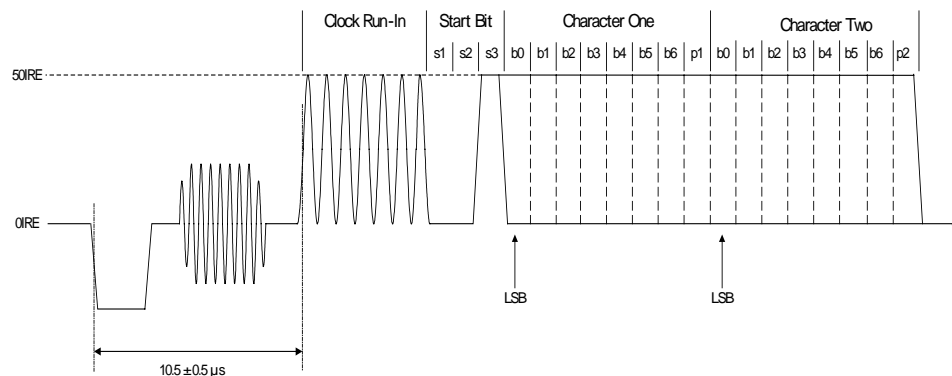 Clock Run-In Start Bit Character One Character Two
s1 s2 s3 b0 b1 b2 b3 b4 b5 b6 p1 b0 b1 b2 b3 b4 b5 b6 p2
50IRE
0IRE
LSB LSB
10.5 ± 0.5 µs